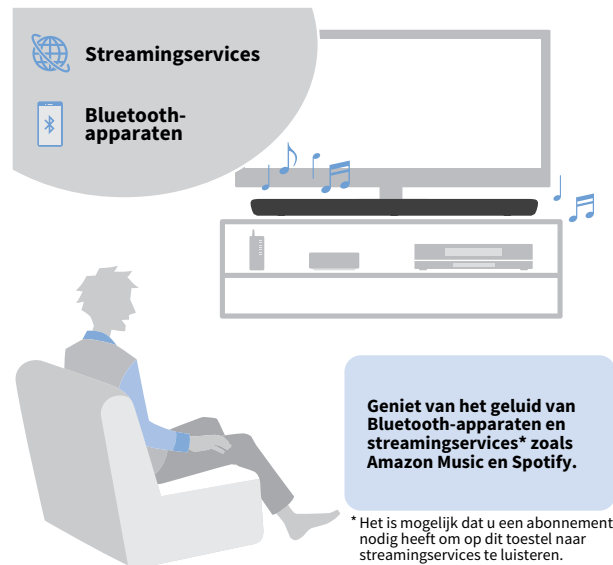 Streamingservices
Bluetooth-
apparaten
Geniet van het geluid van
Bluetooth-apparaten en
streamingservices* zoals
Amazon Music en Spotify.
* Het is mogelijk dat u een abonnement
nodig heeft om op dit toestel naar
streamingservices te luisteren.